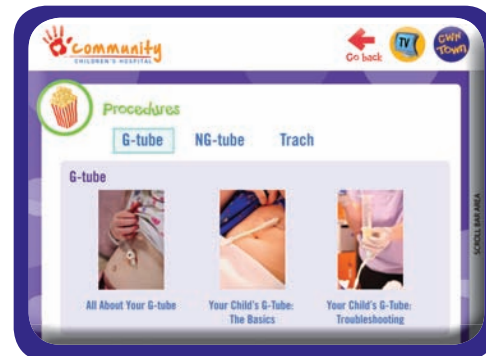 Community
CHILDREN'S HOSPITAL
Go back
TV
GWN
TOWN
Procedures
G-tube NG-tube Trach
G-tube
All About Your G-tube
Your Child's G-Tube:
The Basics
Your Child's G-Tube:
Troubleshooting
SCROLL BAR AREA